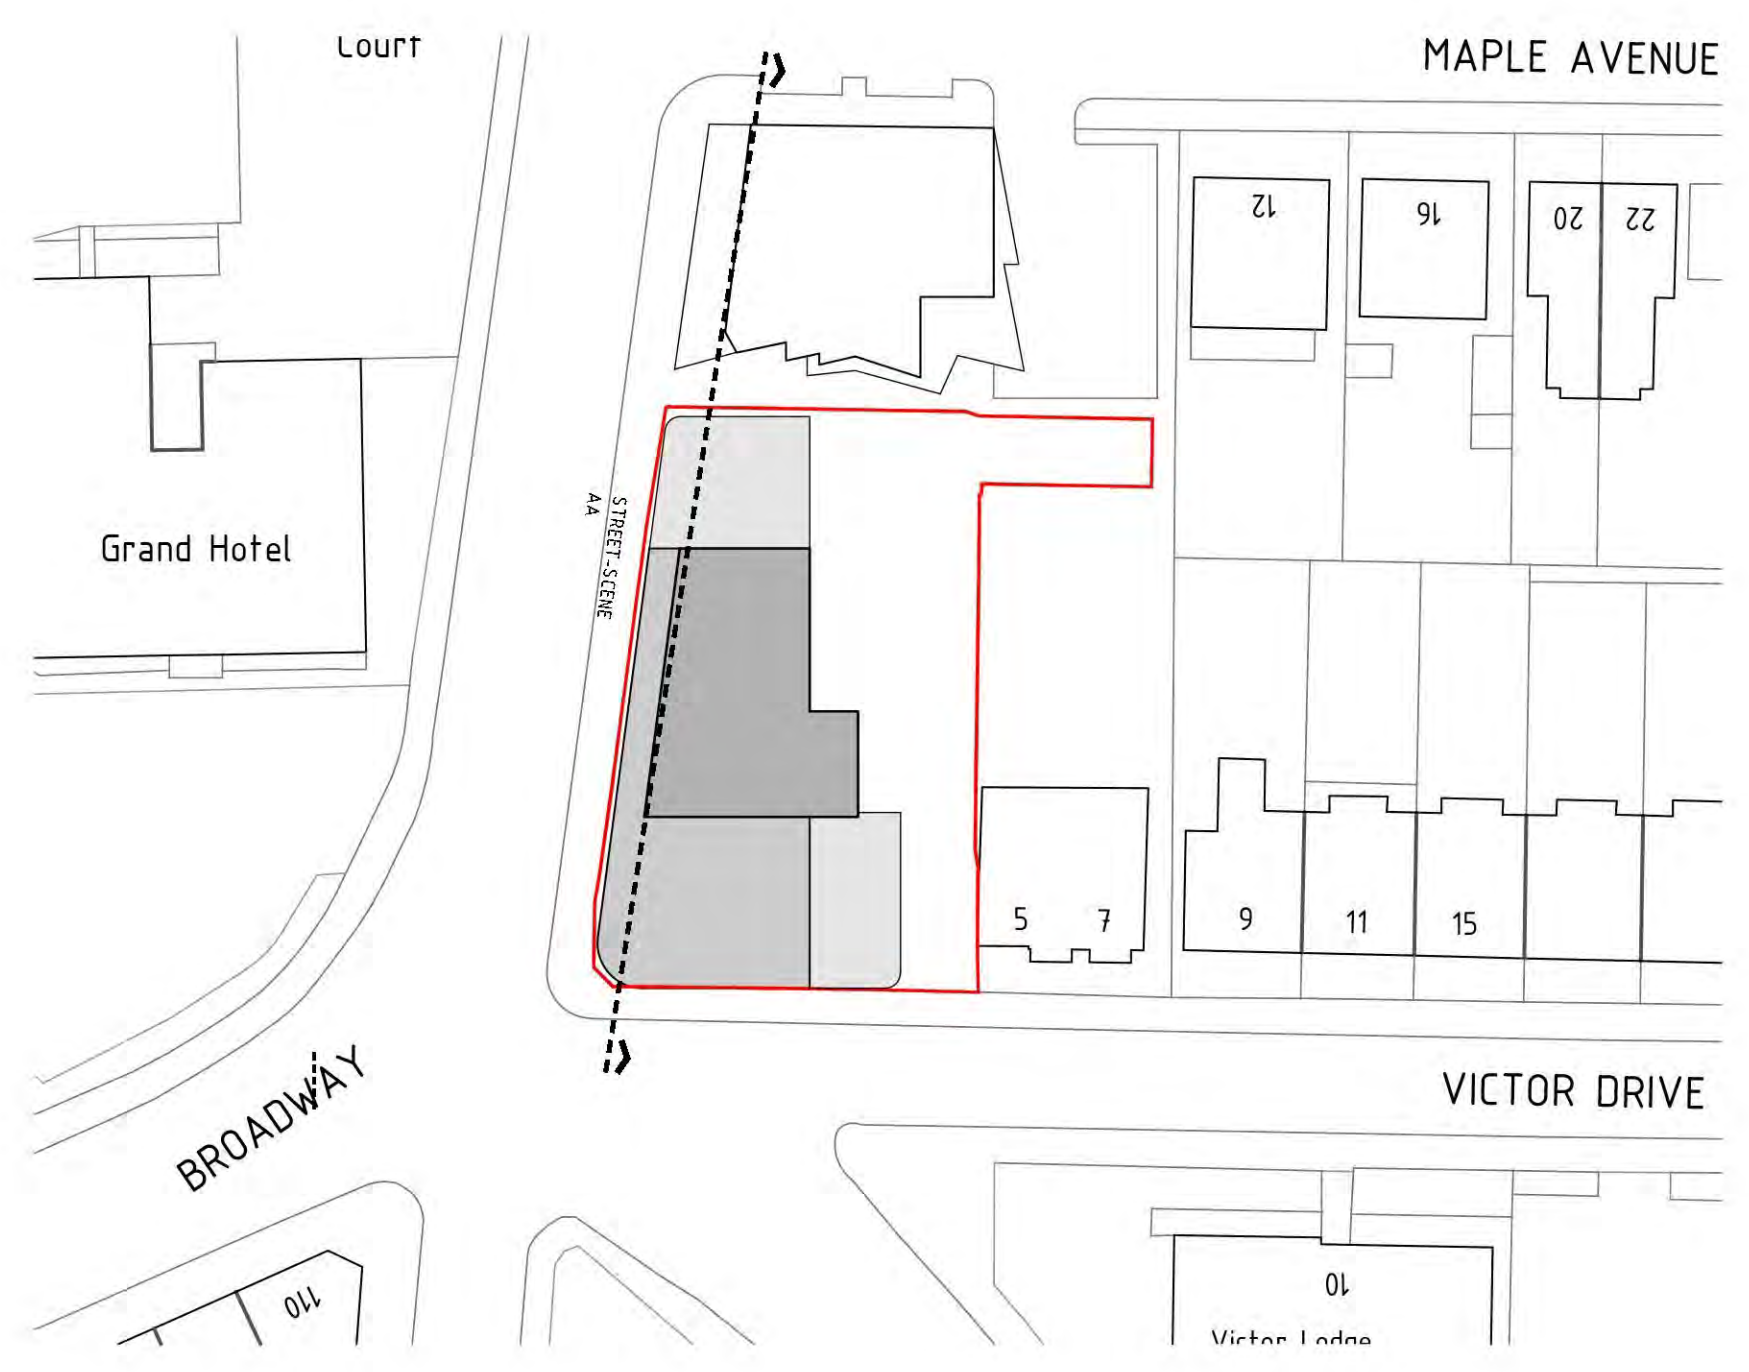 Court
MAPLE AVENUE
12
16
20
22
Grand Hotel
STREET-SCENE
AA
5
7
9
11
15
VICTOR DRIVE
BROADWAY
110
10
Victor Lodge